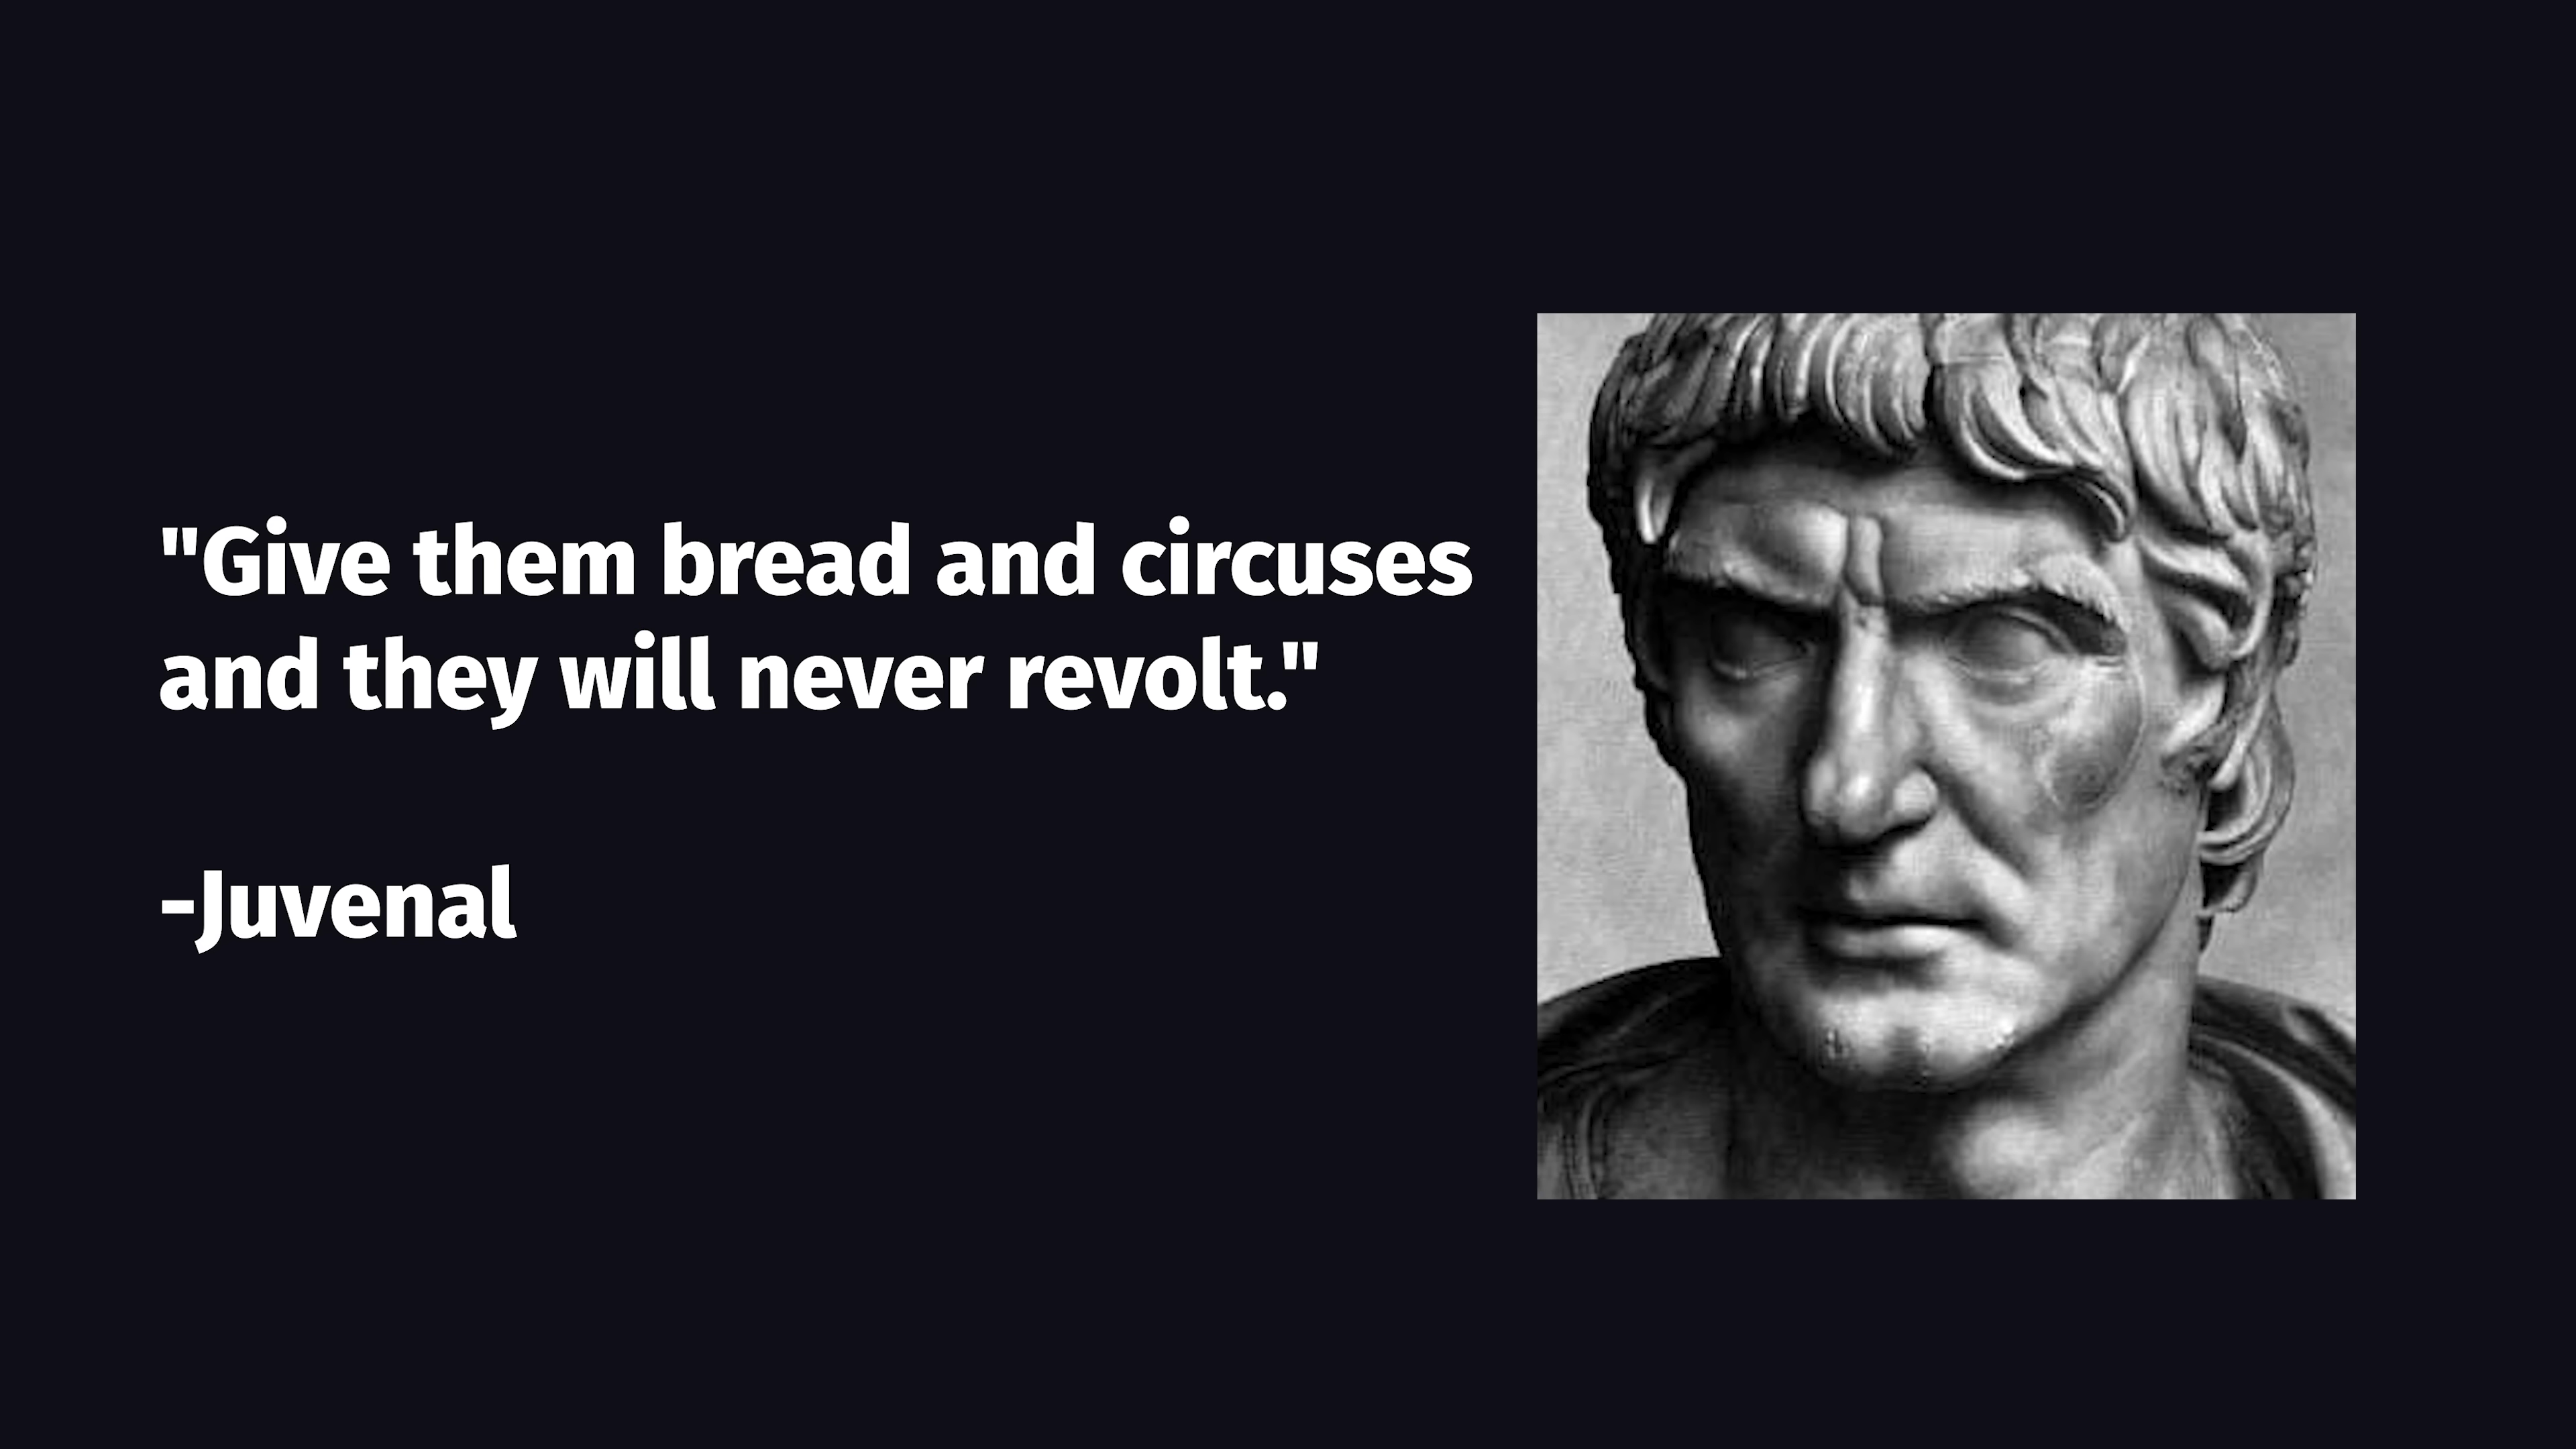 "Give them bread and circuses
and they will never revolt."
-Juvenal